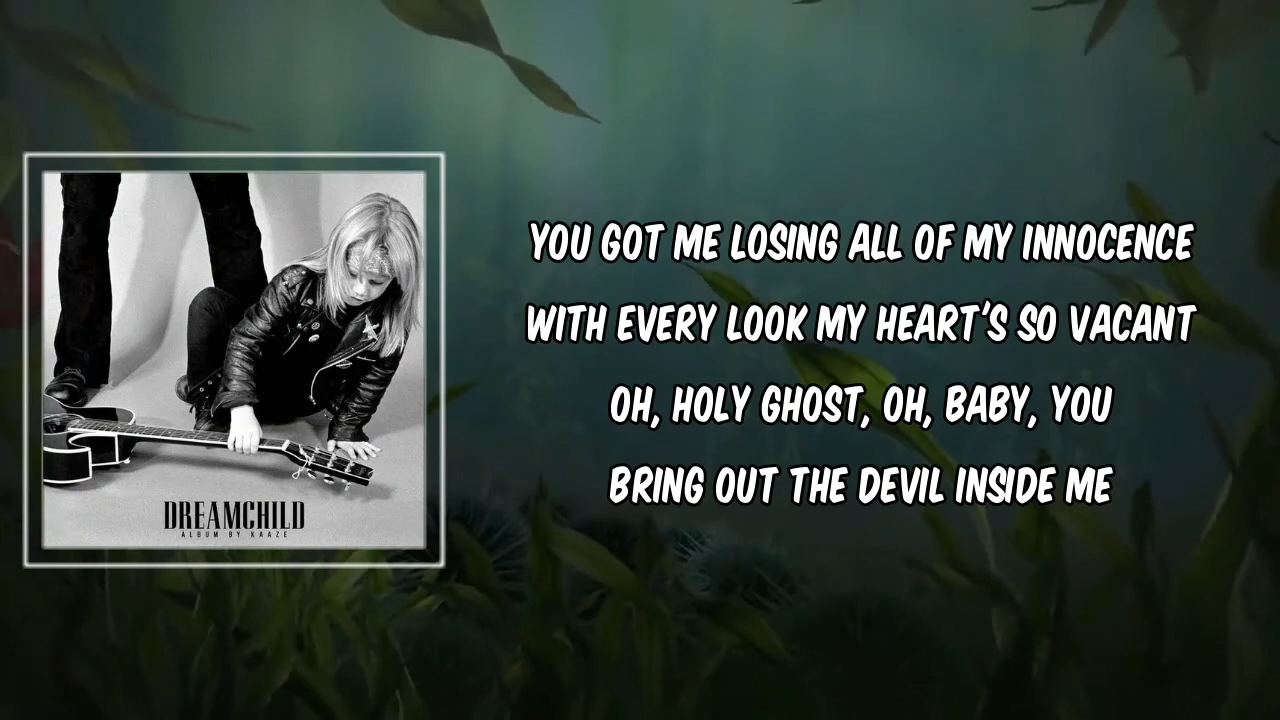 YOU GOT ME LOSING ALL OF MY INNOCENCE
WITH EVERY LOOK MY HEART'S SO VACANT
OH, HOLY GHOST, OH, BABY, YOU
BRING OUT THE DEVIL INSIDE ME
DREAMCHILD
ALBUM BY KAAZE